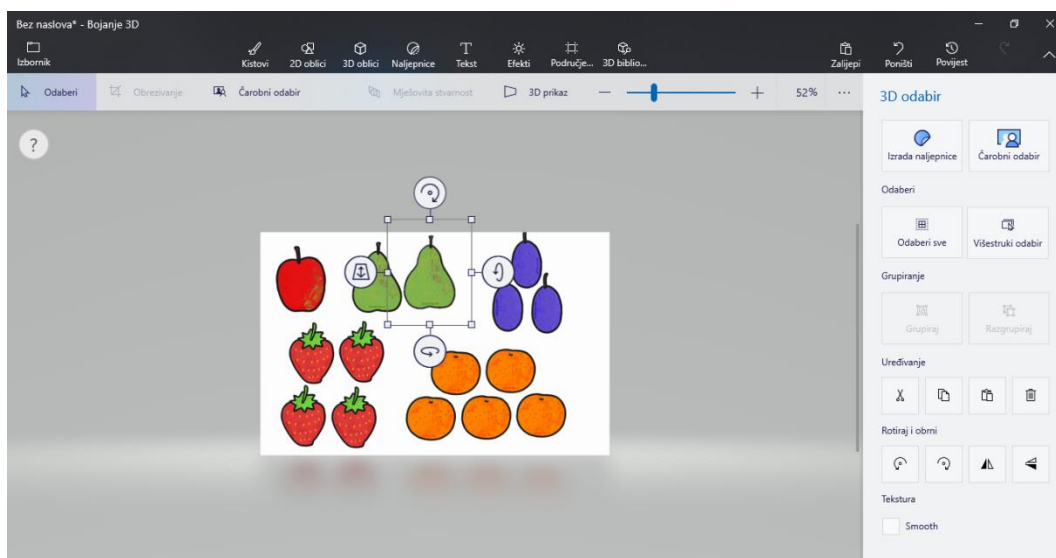 Bez naslova* - Bojanje 3D
Izbornik
Kistovi
2D oblici
3D oblici
Naljepnice
Tekst
Efekti
Područje...
3D biblio...
Zalijepi
Poništi
Povijest
Odaberi
Obrezivanje
Čarobni odabir
Mješovita stvarnost
3D prikaz
52%
...
?
3D odabir
Izrada naljepnice
Čarobni odabir
Odaberi
Odaberi sve
Višestruki odabir
Grupiranje
Grupiraj
Razgrupiraj
Uređivanje
Rotiraj i obrni
Tekstura
Smooth